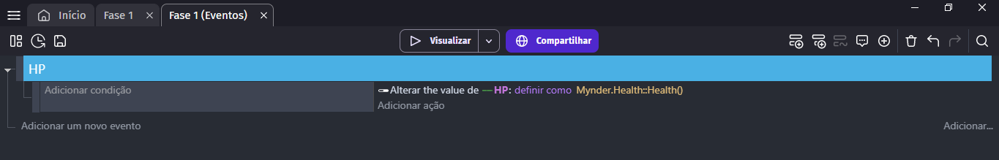 Início
Fase 1
Fase 1 (Eventos)
Visualizar
Compartilhar
HP
Adicionar condição
Alterar the value de HP: definir como Mynder.Health::Health()
Adicionar ação
Adicionar um novo evento
Adicionar...